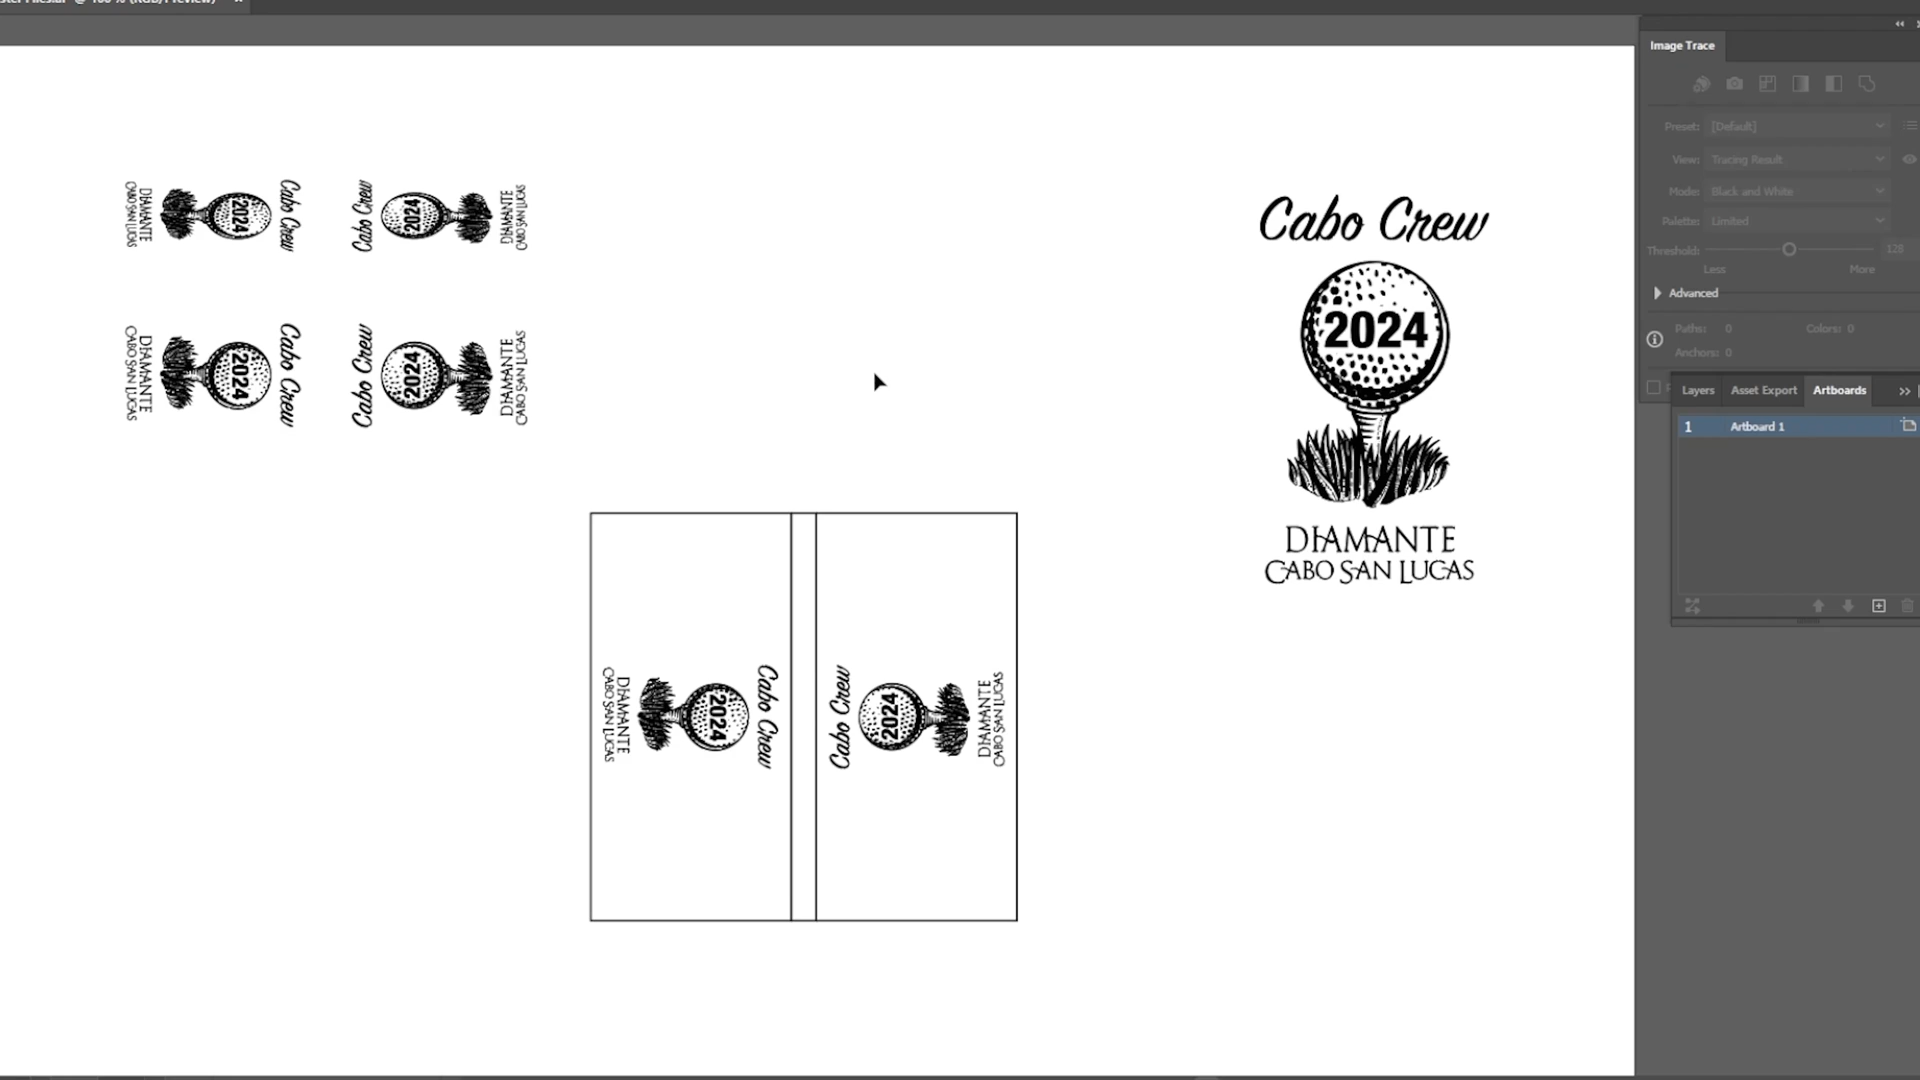 @ 100 % (RGB/Preview)
Image Trace
Preset: [Default]
View: Tracing Result
Mode: Black and White
Palette: Limited
Threshold: 128
Less More
Advanced
Paths: 0 Colors: 0
Anchors: 0
Layers Asset Export Artboards
1 Artboard 1
Cabo Crew
2024
DIAMANTE
CABO SAN LUCAS
Cabo Crew
2024
DIAMANTE
CABO SAN LUCAS
Cabo Crew
2024
DIAMANTE
CABO SAN LUCAS
Cabo Crew
2024
DIAMANTE
CABO SAN LUCAS
Cabo Crew
2024
DIAMANTE
CABO SAN LUCAS
Cabo Crew
2024
DIAMANTE
CABO SAN LUCAS
Cabo Crew
2024
DIAMANTE
CABO SAN LUCAS